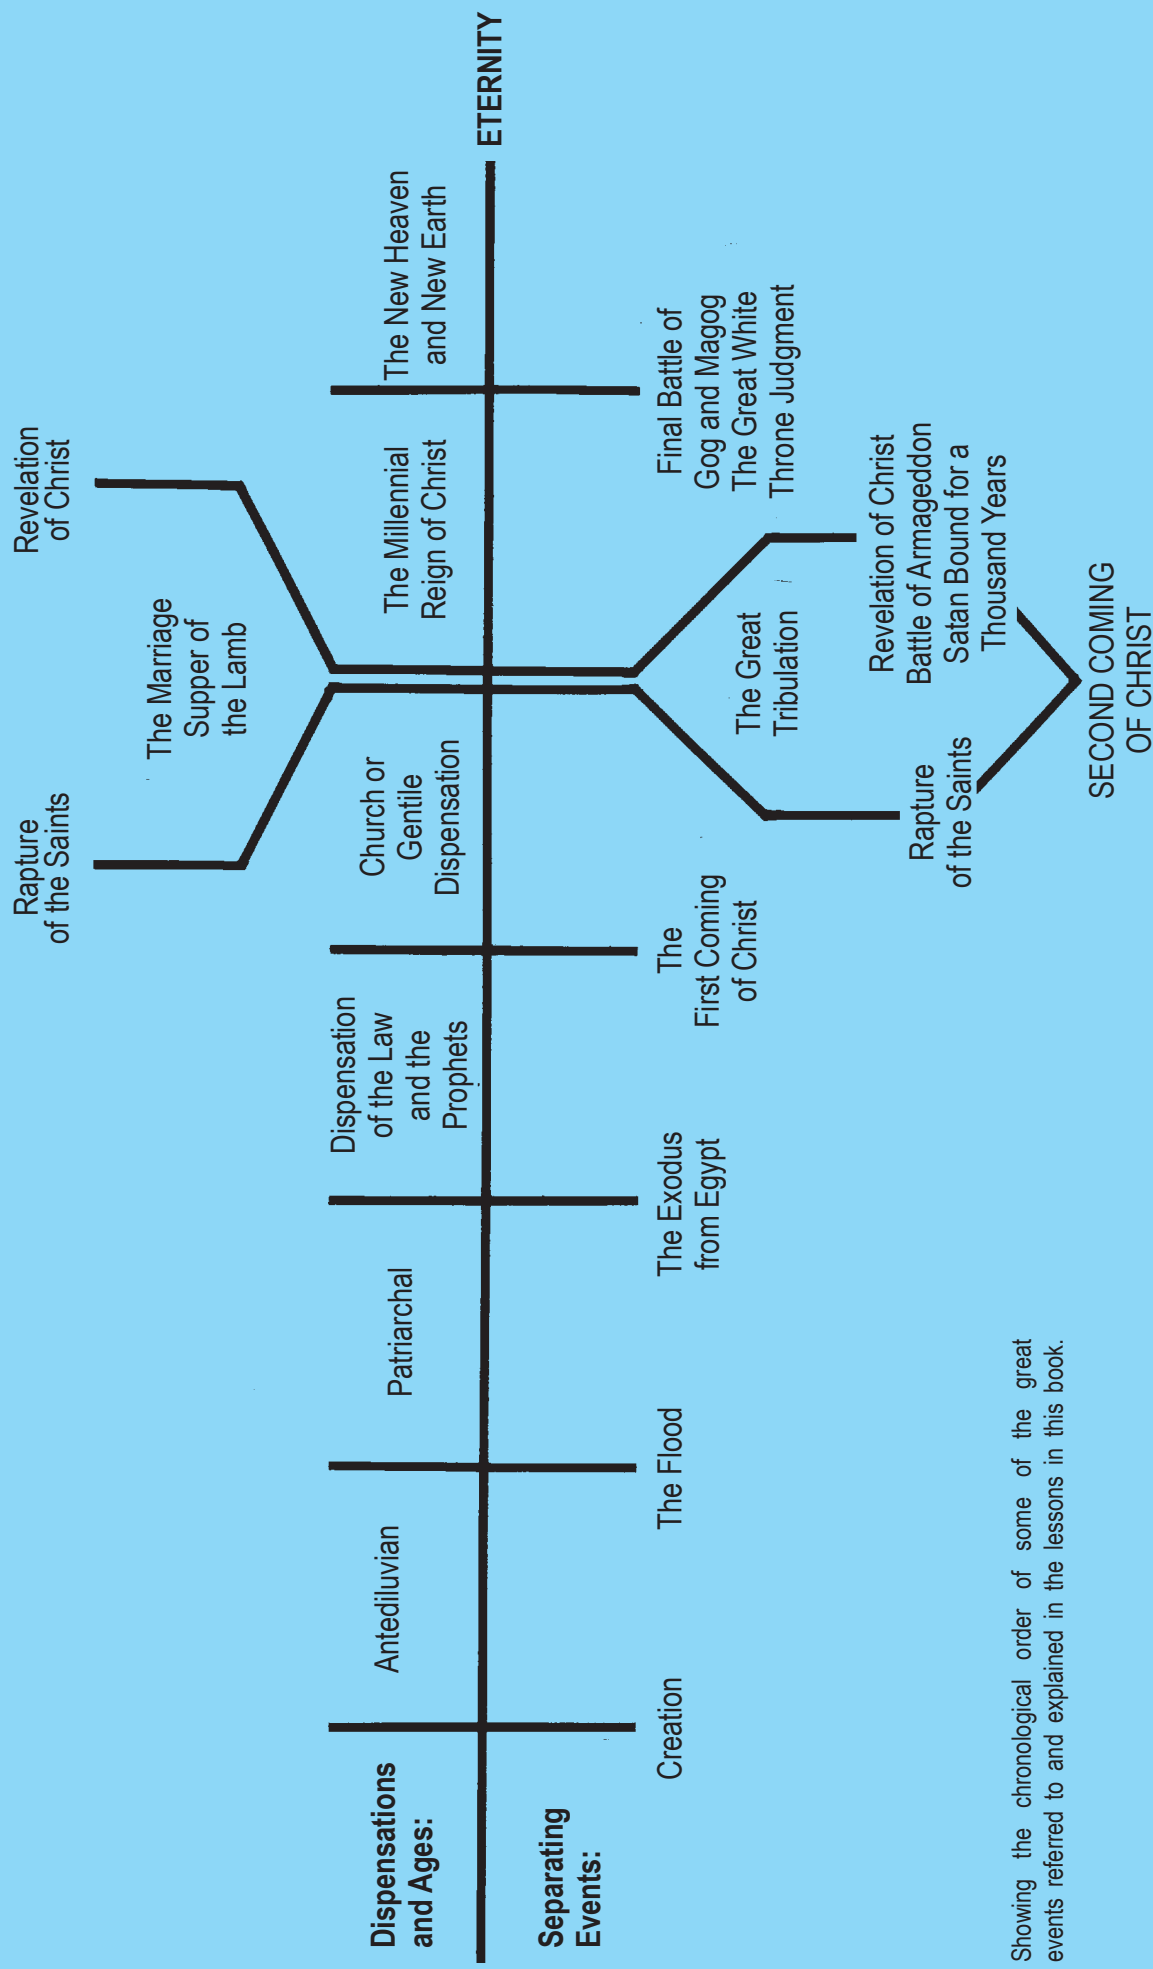 Rapture
of the Saints
Revelation
of Christ
The Marriage
Supper of
the Lamb
Dispensations
and Ages:
Antediluvian
Patriarchal
Dispensation
of the Law
and the
Prophets
Church or
Gentile
Dispensation
The Millennial
Reign of Christ
The New Heaven
and New Earth
ETERNITY
Separating
Events:
Creation
The Flood
The Exodus
from Egypt
The
First Coming
of Christ
The Great
Tribulation
Final Battle of
Gog and Magog
The Great White
Throne Judgment
Rapture
of the Saints
Revelation of Christ
Battle of Armageddon
Satan Bound for a
Thousand Years
SECOND COMING
OF CHRIST
Showing the chronological order of some of the great
events referred to and explained in the lessons in this book.